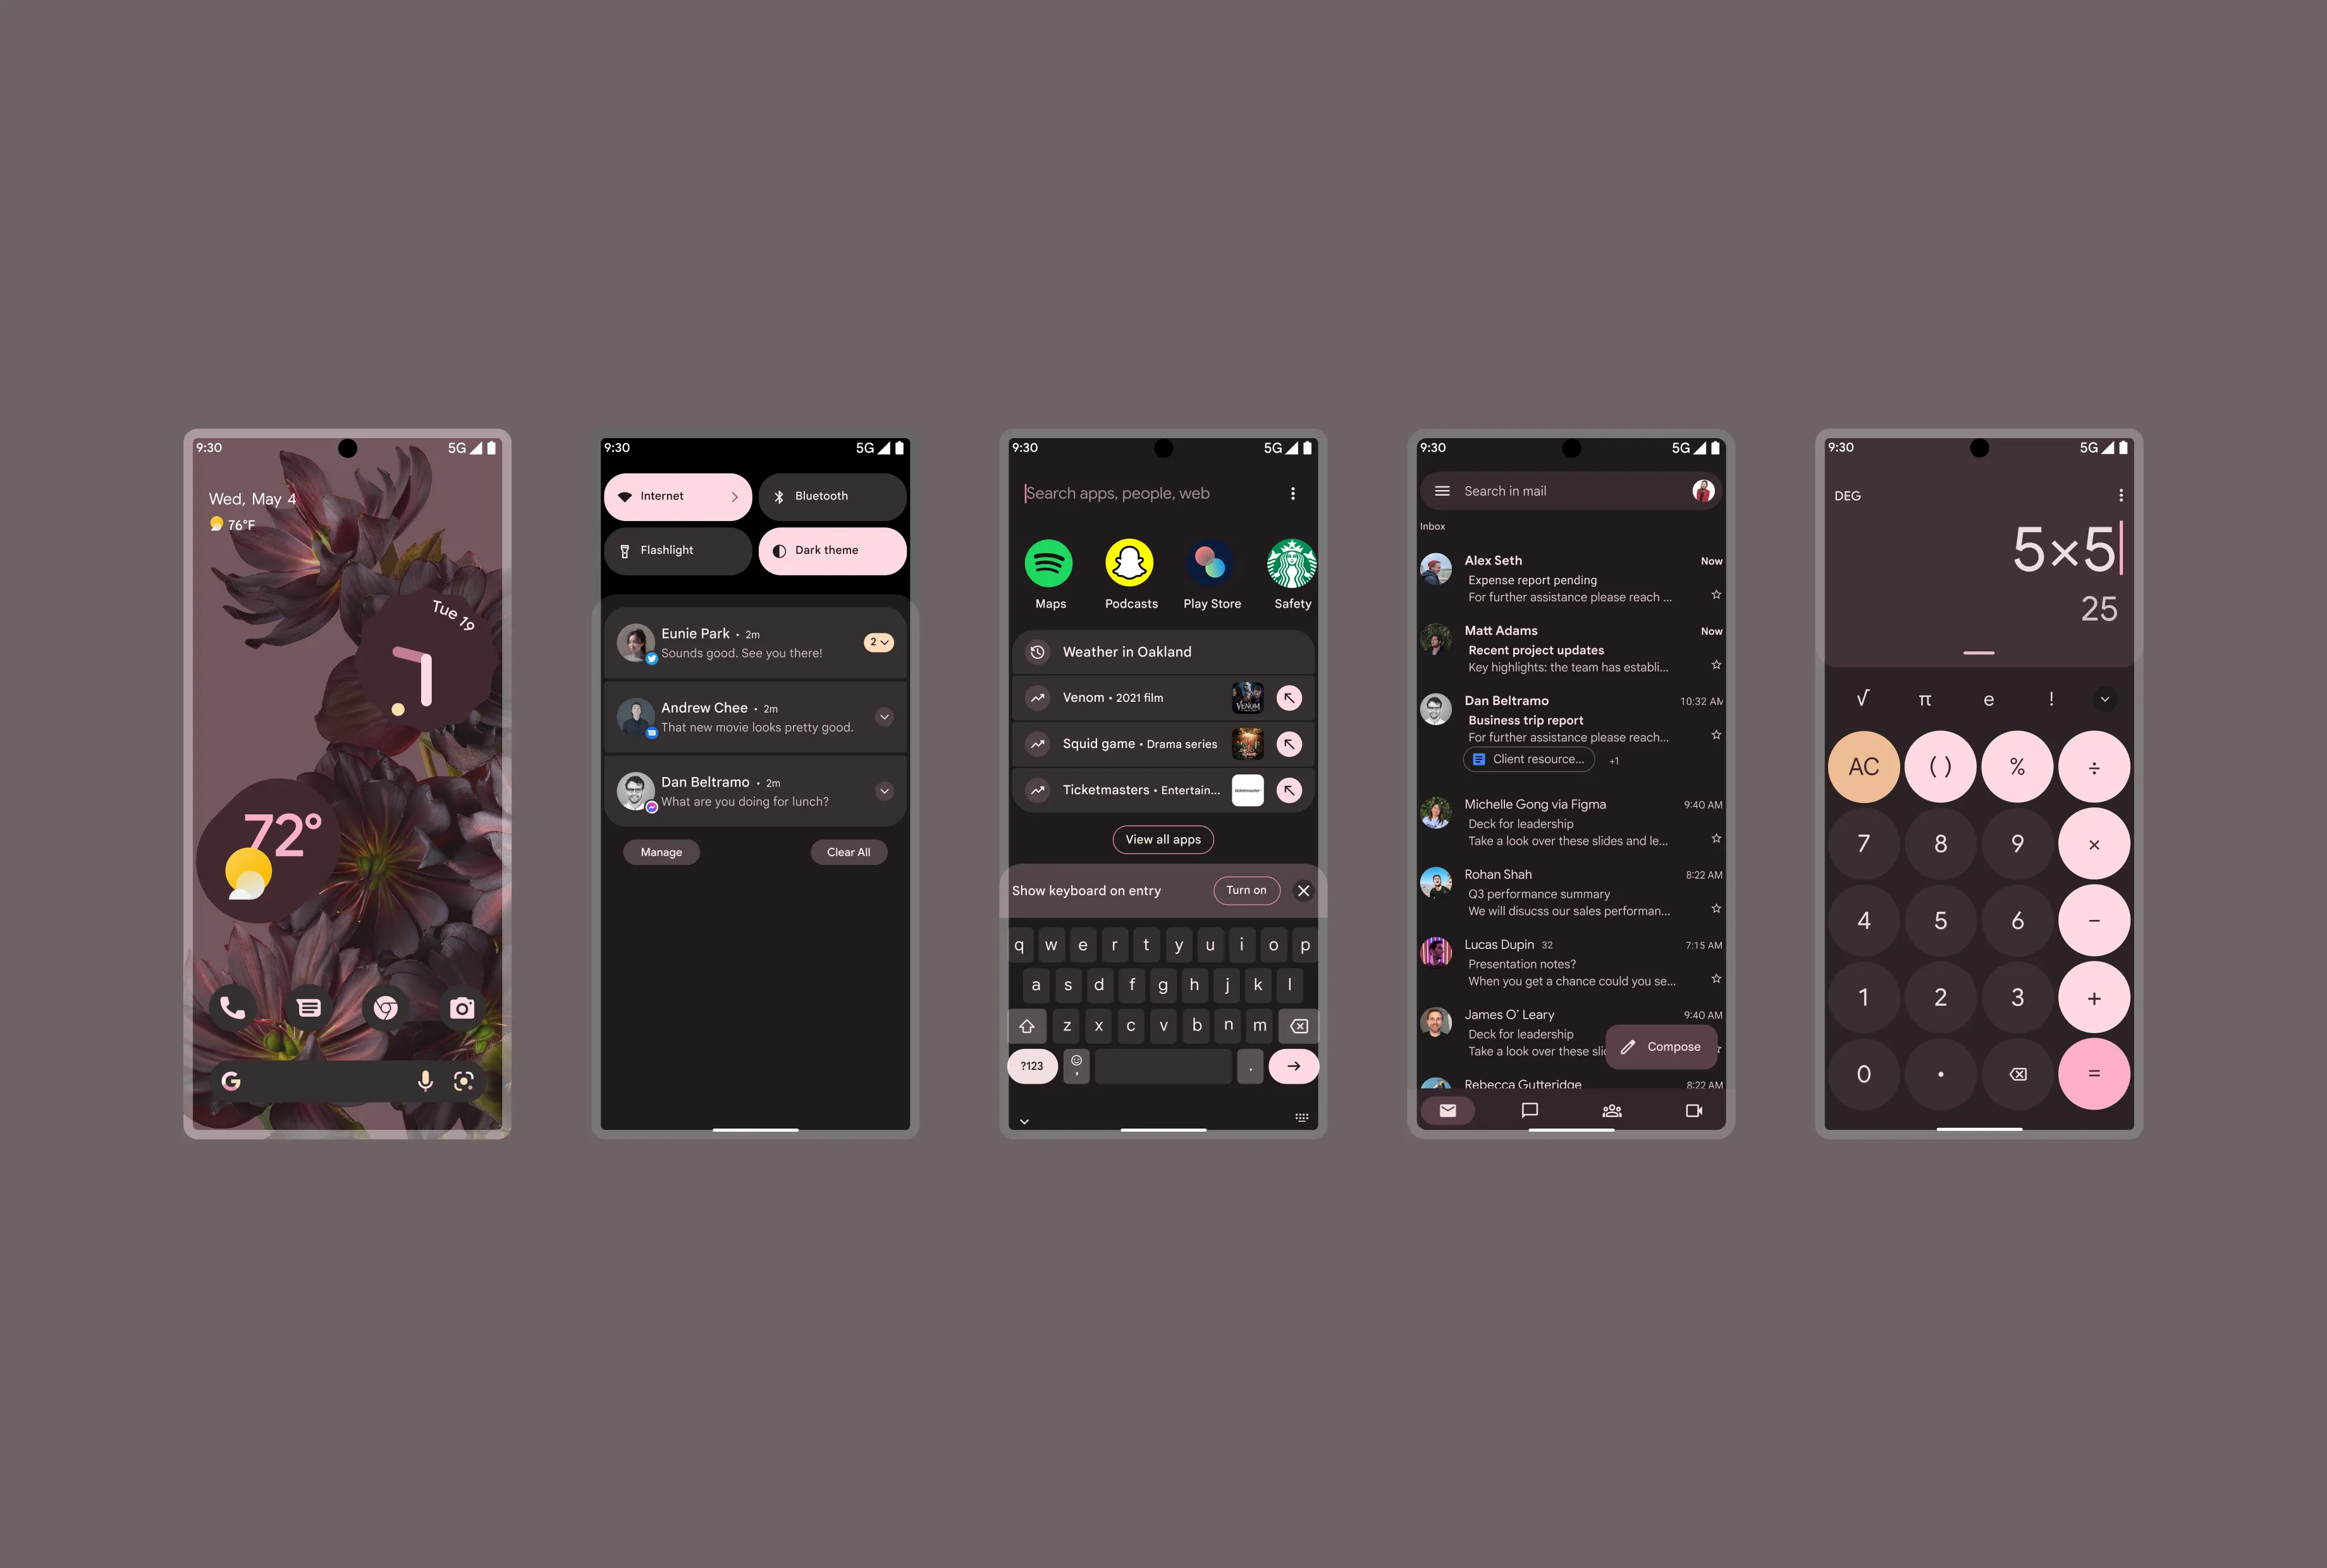 9:30
5G
Wed, May 4
76°F
Tue 19
72°
G
9:30
5G
Internet
Bluetooth
Flashlight
Dark theme
Eunie Park • 2m
Sounds good. See you there!
2
Andrew Chee • 2m
That new movie looks pretty good.
Dan Beltramo • 2m
What are you doing for lunch?
Manage
Clear All
9:30
5G
Search apps, people, web
Maps
Podcasts
Play Store
Safety
Weather in Oakland
Venom • 2021 film
VENOM
Squid game • Drama series
Ticketmasters • Entertain...
ticketmaster
View all apps
Show keyboard on entry
Turn on
q w e r t y u i o p
a s d f g h j k l
z x c v b n m
?123 , .
9:30
5G
Search in mail
Inbox
Alex Seth Now
Expense report pending
For further assistance please reach ...
Matt Adams Now
Recent project updates
Key highlights: the team has establi...
Dan Beltramo 10:32 AM
Business trip report
For further assistance please reach...
Client resource... +1
Michelle Gong via Figma 9:40 AM
Deck for leadership
Take a look over these slides and le...
Rohan Shah 8:22 AM
Q3 performance summary
We will disucss our sales performan...
Lucas Dupin 32 7:15 AM
Presentation notes?
When you get a chance could you se...
James O' Leary 9:40 AM
Deck for leadership
Take a look over these slid
Compose
Rebecca Gutteridge 8:22 AM
9:30
5G
DEG
5×5
25
√ π e !
AC ( ) % ÷
7 8 9 ×
4 5 6 −
1 2 3 +
0 • =